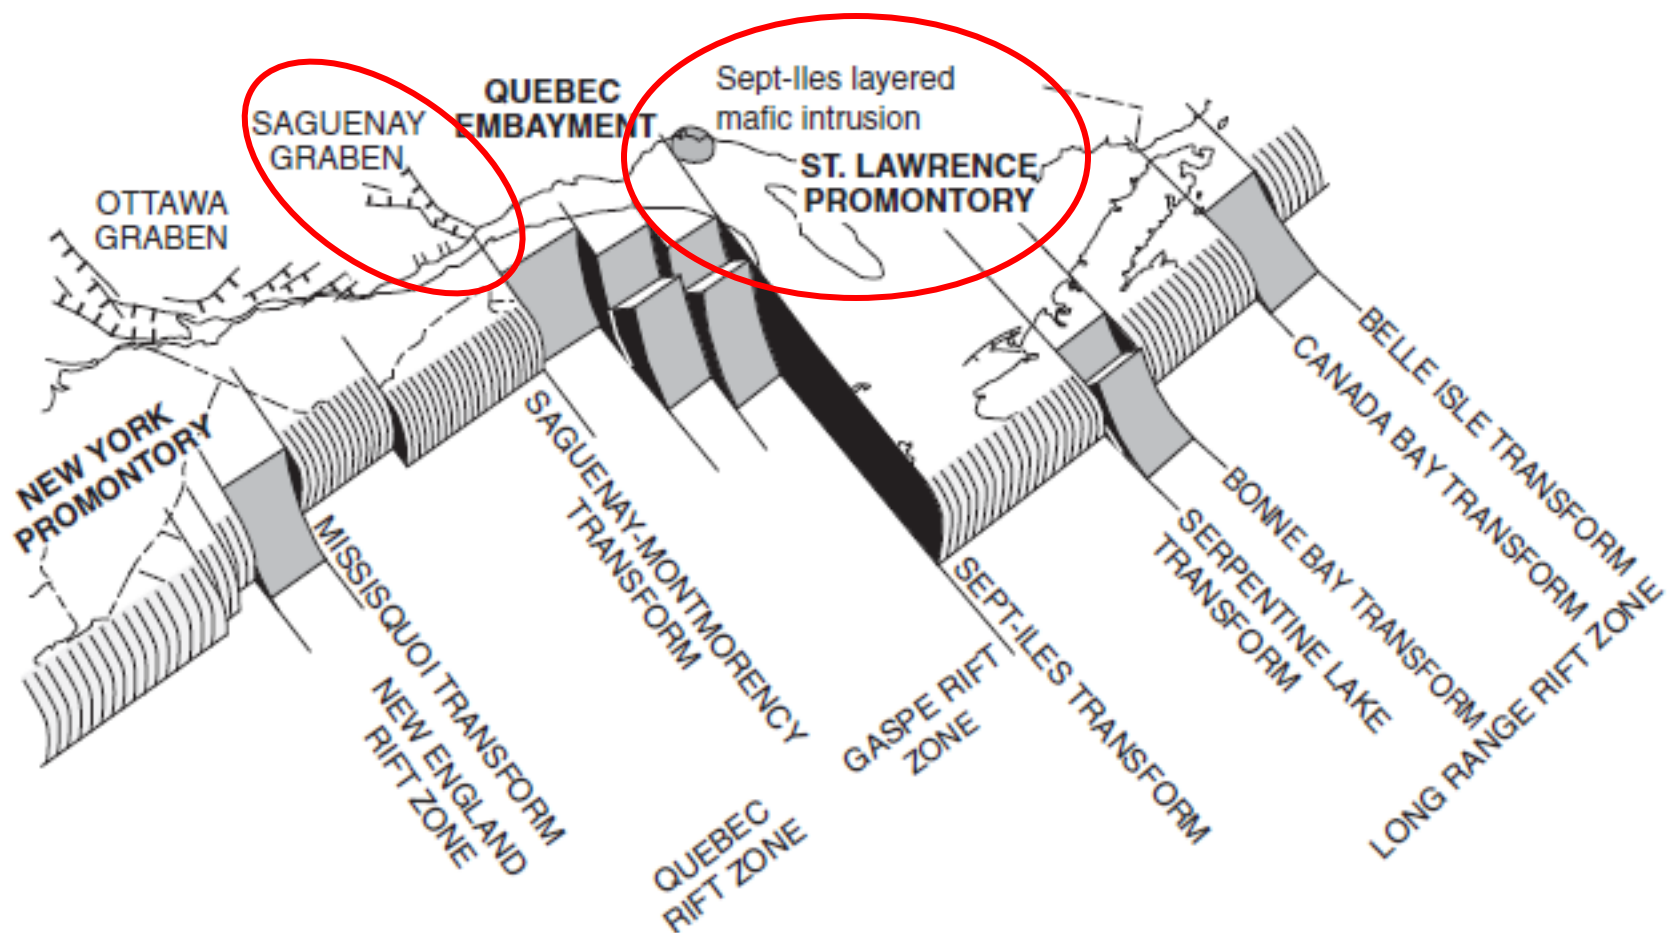 Sept-Iles layered
mafic intrusion
QUEBEC
EMBAYMENT
SAGUENAY
GRABEN
ST. LAWRENCE
PROMONTORY
OTTAWA
GRABEN
NEW YORK
PROMONTORY
MISSISQUOI TRANSFORM
NEW ENGLAND
RIFT ZONE
SAGUENAY-MONTMORENCY
TRANSFORM
QUEBEC
RIFT ZONE
GASPE RIFT
ZONE
SEPT-ILES TRANSFORM
SERPENTINE LAKE
TRANSFORM
BONNE BAY TRANSFORM
CANADA BAY TRANSFORM
BELLE ISLE TRANSFORM E
LONG RANGE RIFT ZONE